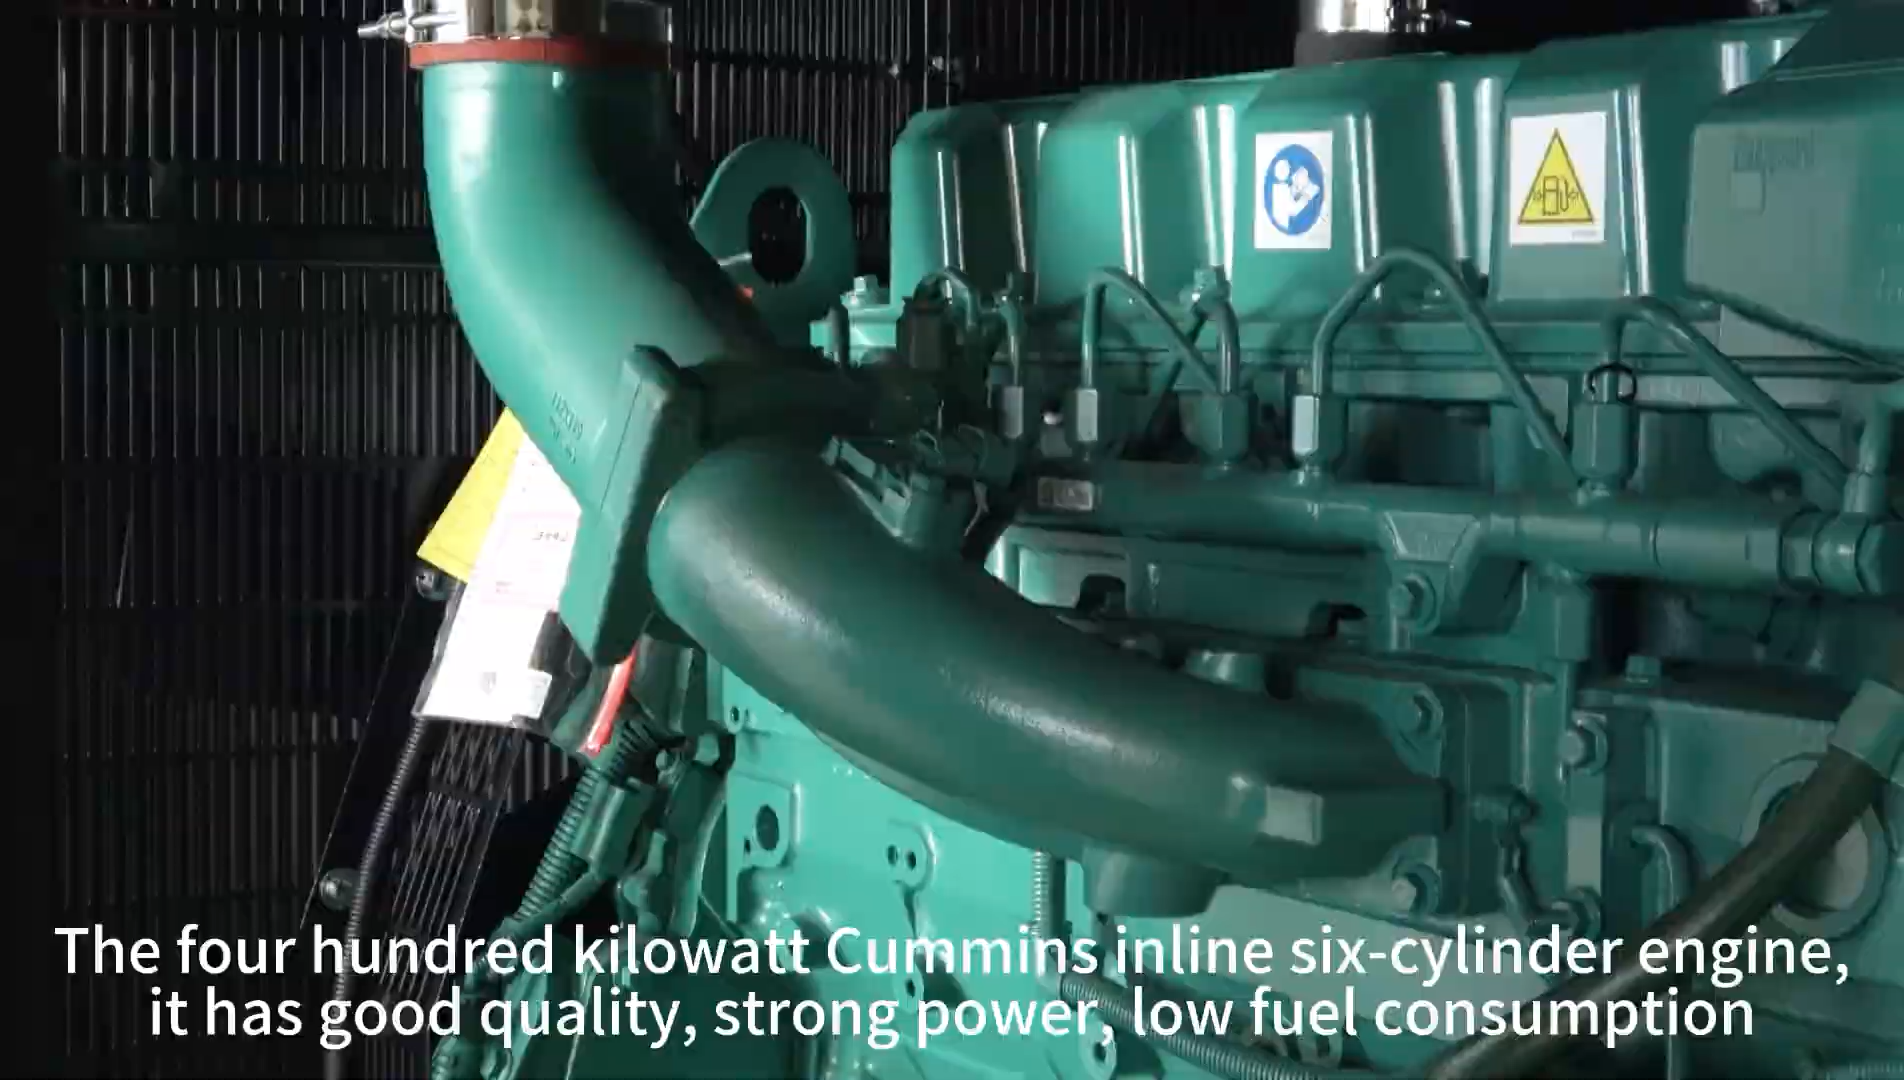 The four hundred kilowatt Cummins inline six-cylinder engine,
it has good quality, strong power, low fuel consumption